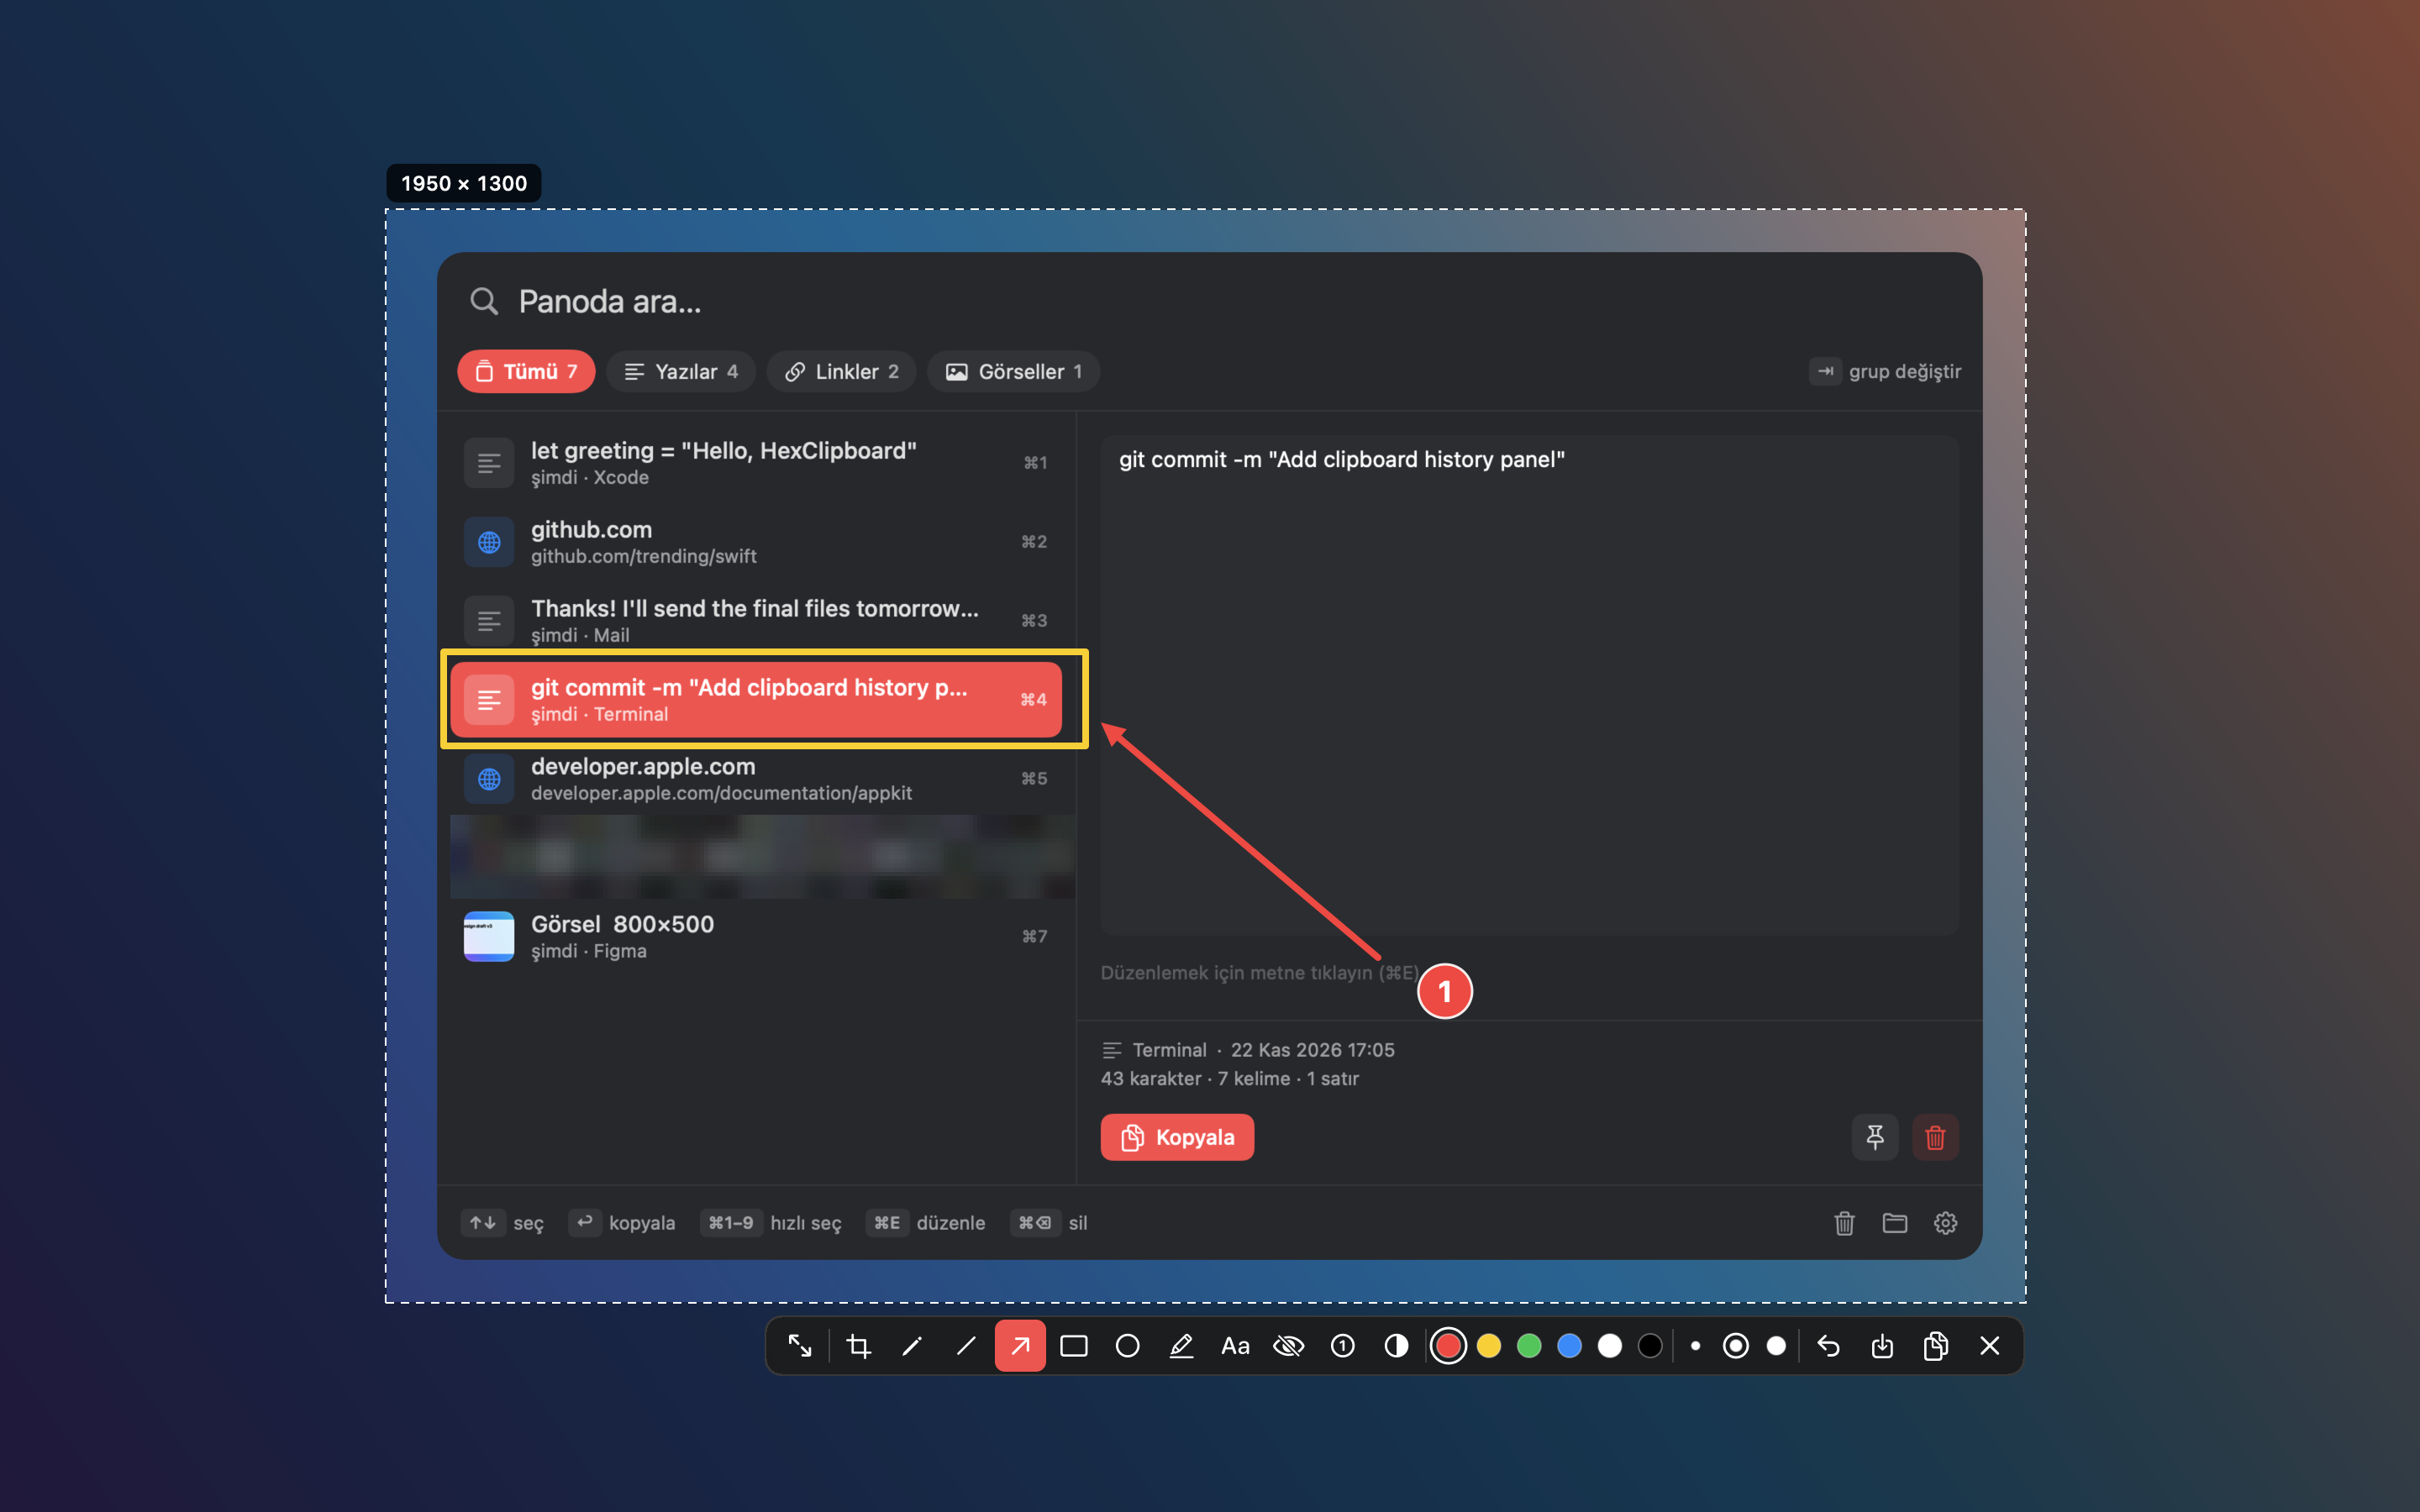 1950 × 1300
Panoda ara...
Tümü 7 Yazılar 4 Linkler 2 Görseller 1 grup değiştir
let greeting = "Hello, HexClipboard"
şimdi · Xcode
⌘1
github.com
github.com/trending/swift
⌘2
Thanks! I'll send the final files tomorrow...
şimdi · Mail
⌘3
git commit -m "Add clipboard history p...
şimdi · Terminal
⌘4
developer.apple.com
developer.apple.com/documentation/appkit
⌘5
Görsel 800×500
şimdi · Figma
⌘7
git commit -m "Add clipboard history panel"
Düzenlemek için metne tıklayın (⌘E)
1
Terminal · 22 Kas 2026 17:05
43 karakter · 7 kelime · 1 satır
Kopyala
↑↓ seç ↩ kopyala ⌘1–9 hızlı seç ⌘E düzenle ⌘⌫ sil
Aa 1